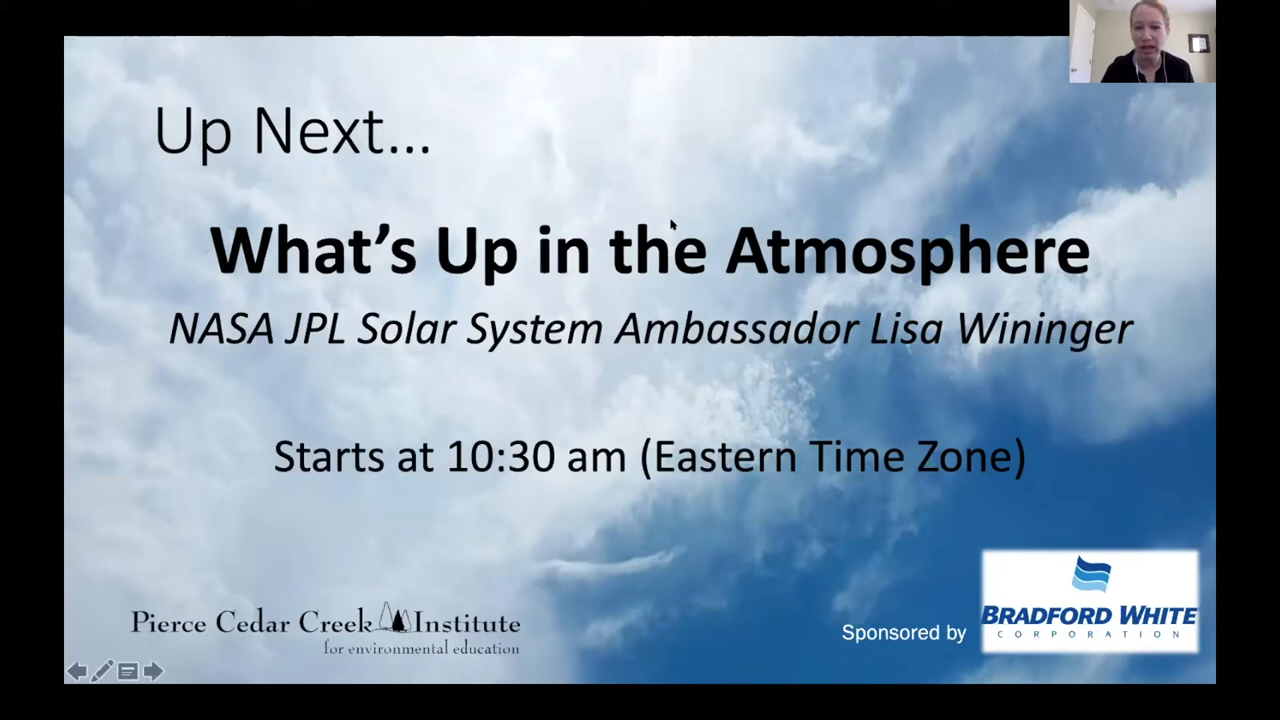 Up Next...
What's Up in the Atmosphere
NASA JPL Solar System Ambassador Lisa Wininger
Starts at 10:30 am (Eastern Time Zone)
Pierce Cedar Creek Institute
for environmental education
Sponsored by
BRADFORD WHITE
CORPORATION